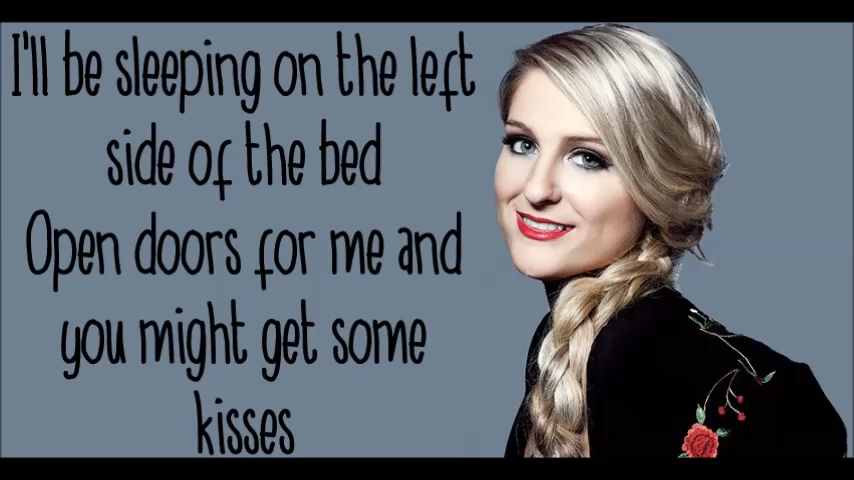 I'll be sleeping on the left
side of the bed
Open doors for me and
you might get some
kisses